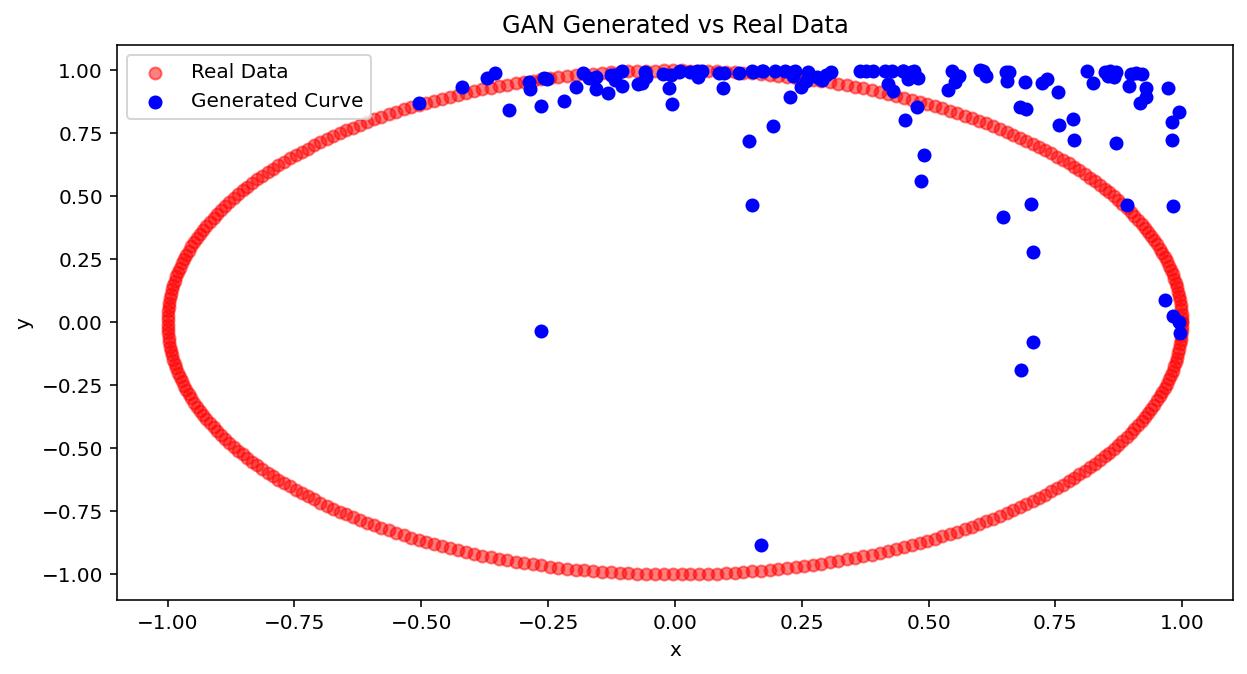 GAN Generated vs Real Data
Real Data
Generated Curve
1.00
0.75
0.50
0.25
0.00
−0.25
−0.50
−0.75
−1.00
y
−1.00 −0.75 −0.50 −0.25 0.00 0.25 0.50 0.75 1.00
x